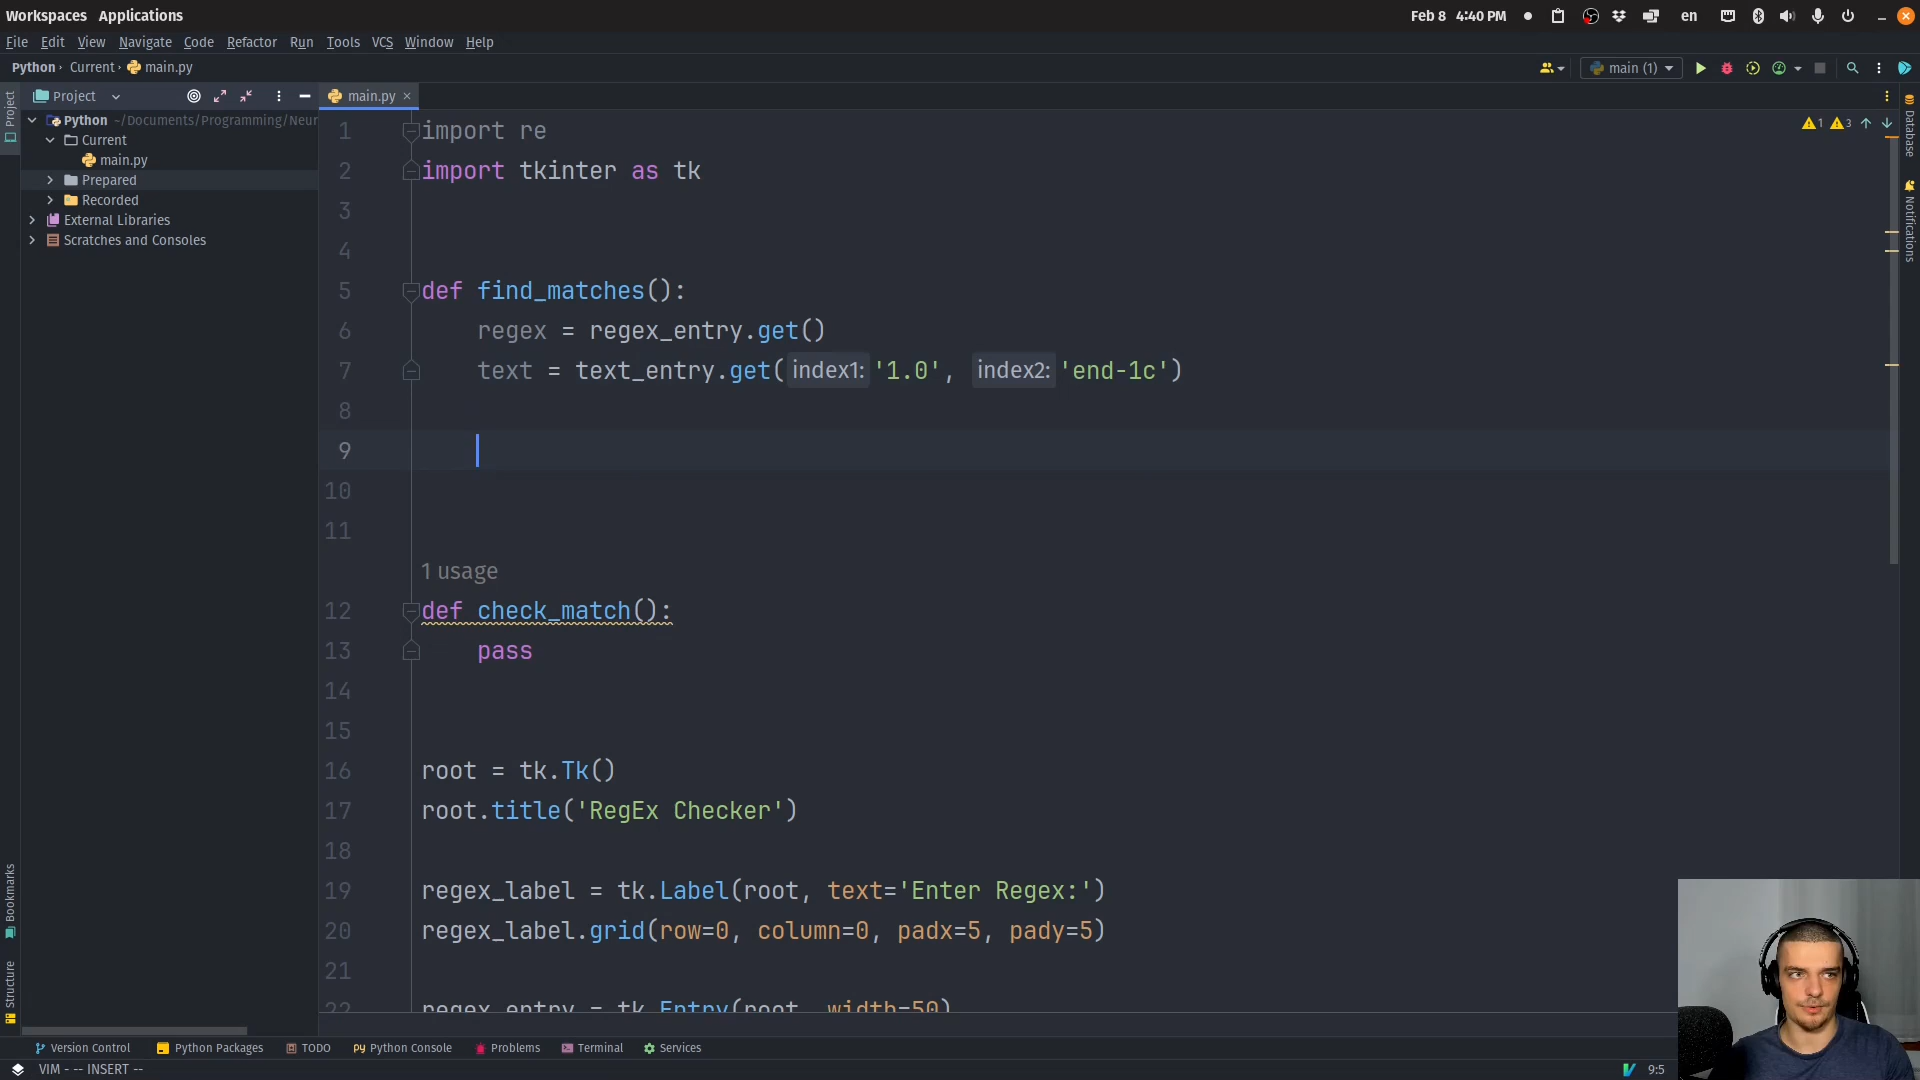 Workspaces Applications
Feb 8 4:40 PM
en
File Edit View Navigate Code Refactor Run Tools VCS Window Help
Python Current main.py
main (1)
Project
main.py
1 3
Python ~/Documents/Programming/Neur
Current
main.py
Prepared
Recorded
External Libraries
Scratches and Consoles
Project
Bookmarks
Structure
Database
Notifications
1 import re
2 import tkinter as tk
3
4
5 def find_matches():
6 regex = regex_entry.get()
7 text = text_entry.get(index1: '1.0', index2: 'end-1c')
8
9
10
11
1 usage
12 def check_match():
13 pass
14
15
16 root = tk.Tk()
17 root.title('RegEx Checker')
18
19 regex_label = tk.Label(root, text='Enter Regex:')
20 regex_label.grid(row=0, column=0, padx=5, pady=5)
21
22 regex_entry = tk.Entry(root, width=50)
Version Control Python Packages TODO Python Console Problems Terminal Services
VIM - -- INSERT --
9:5